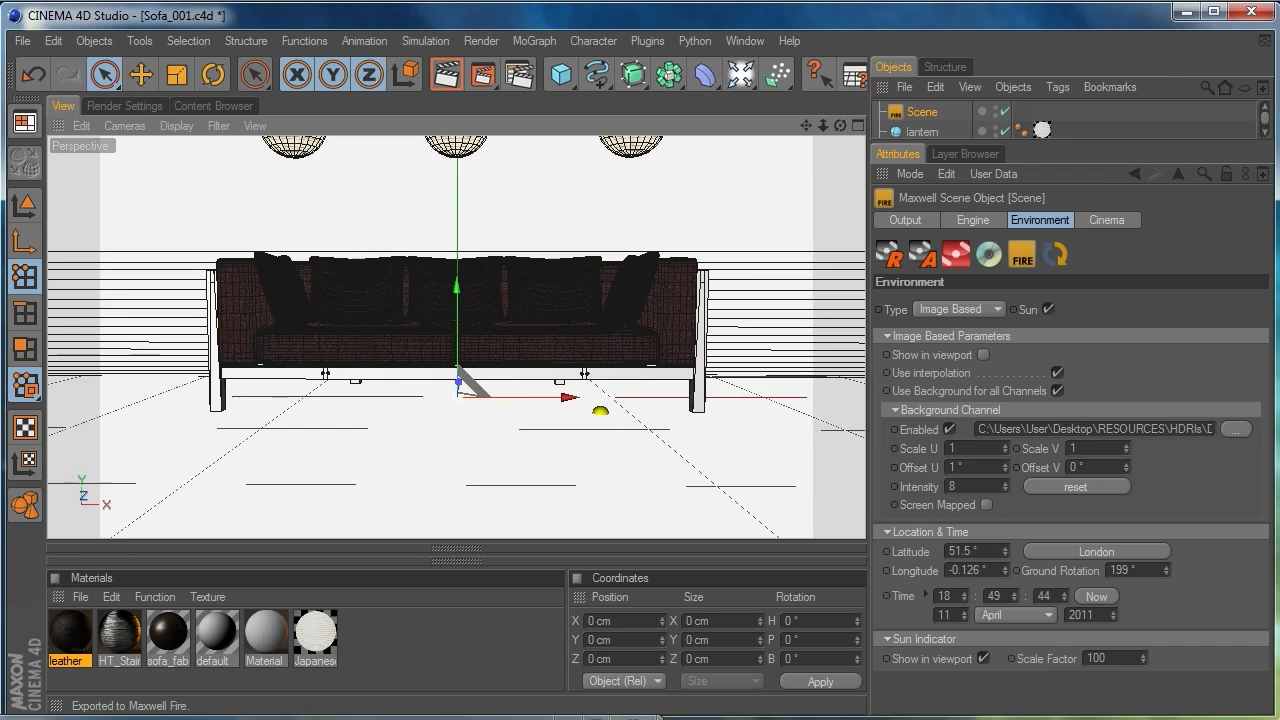 CINEMA 4D Studio - [Sofa_001.c4d *]
File Edit Objects Tools Selection Structure Functions Animation Simulation Render MoGraph Character Plugins Python Window Help
X Y Z
View Render Settings Content Browser
Edit Cameras Display Filter View
Perspective
Y
Z
X
Objects Structure
File Edit View Objects Tags Bookmarks
FIRE Scene
lantern
Attributes Layer Browser
Mode Edit User Data
FIRE Maxwell Scene Object [Scene]
Output Engine Environment Cinema
R A FIRE
Environment
Type Image Based Sun
Image Based Parameters
Show in viewport
Use interpolation . . . . . . . . . . . .
Use Background for all Channels
Background Channel
Enabled C:\Users\User\Desktop\RESOURCES\HDRIs\D ...
Scale U 1 Scale V 1
Offset U 1 ° Offset V 0 °
Intensity 8 reset
Screen Mapped
Location & Time
Latitude 51.5 ° London
Longitude -0.126 ° Ground Rotation 199 °
Time 18 : 49 : 44 Now
11 April 2011
Sun Indicator
Show in viewport Scale Factor 100
Materials
File Edit Function Texture
leather HT_Stair sofa_fab default Material Japanes
Coordinates
Position Size Rotation
X 0 cm X 0 cm H 0 °
Y 0 cm Y 0 cm P 0 °
Z 0 cm Z 0 cm B 0 °
Object (Rel) Size Apply
MAXON
CINEMA 4D
Exported to Maxwell Fire.